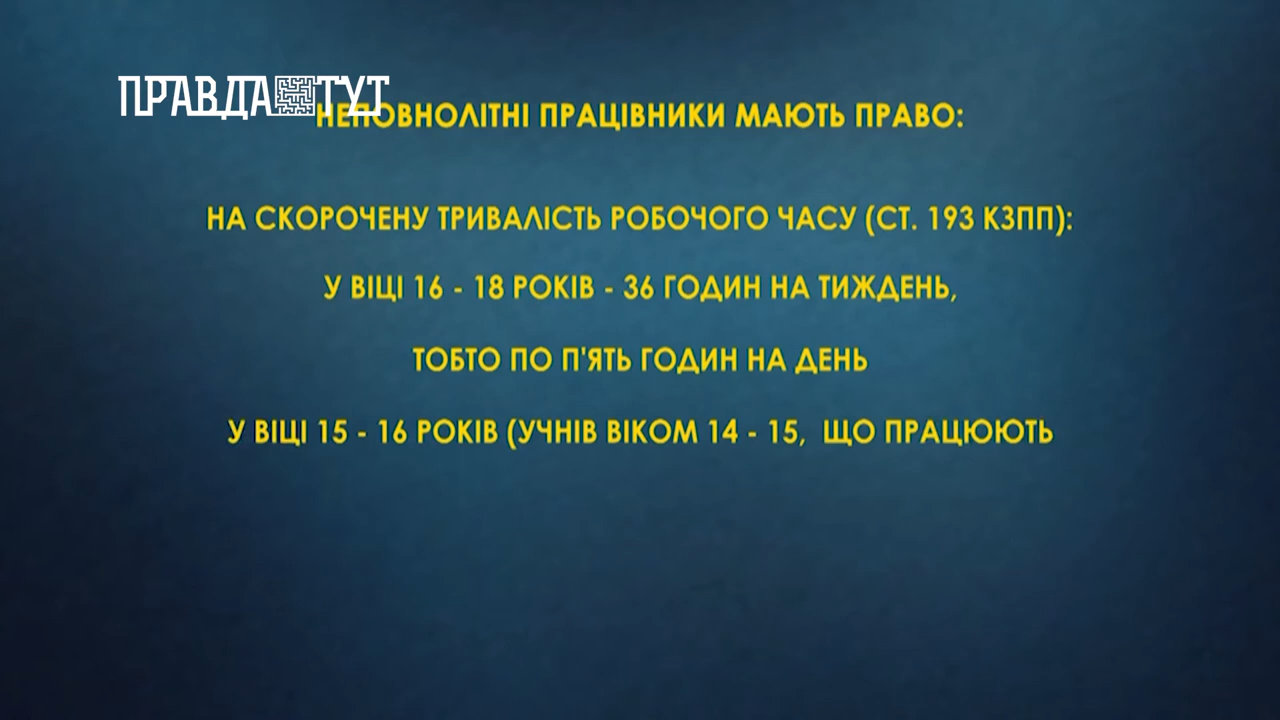 ПРАВДА ТУТ
НЕПОВНОЛІТНІ ПРАЦІВНИКИ МАЮТЬ ПРАВО:
НА СКОРОЧЕНУ ТРИВАЛІСТЬ РОБОЧОГО ЧАСУ (СТ. 193 КЗПП):
У ВІЦІ 16 - 18 РОКІВ - 36 ГОДИН НА ТИЖДЕНЬ,
ТОБТО ПО П'ЯТЬ ГОДИН НА ДЕНЬ
У ВІЦІ 15 - 16 РОКІВ (УЧНІВ ВІКОМ 14 - 15, ЩО ПРАЦЮЮТЬ